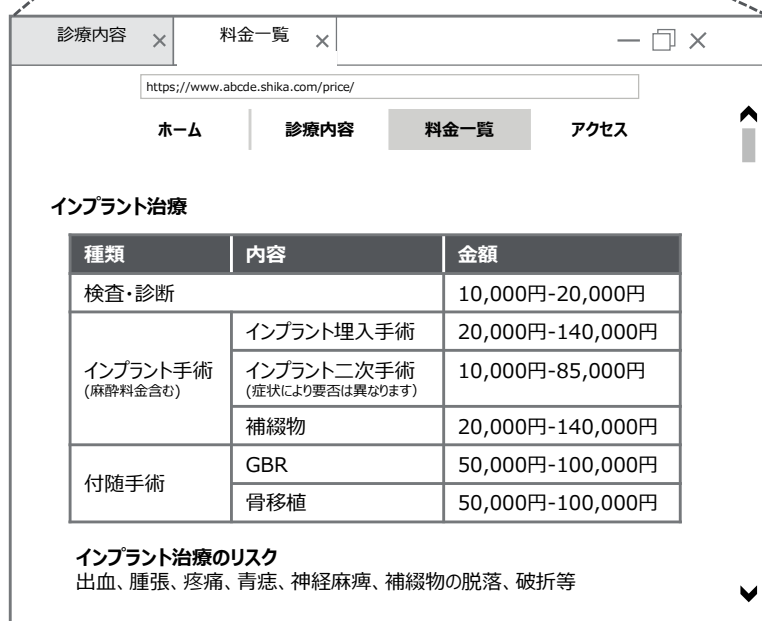 診療内容 ×
料金一覧 ×
https;//www.abcde.shika.com/price/
ホーム
診療内容
料金一覧
アクセス
インプラント治療
種類 内容 金額
検査・診断 10,000円-20,000円
インプラント手術
(麻酔料金含む)
インプラント埋入手術 20,000円-140,000円
インプラント二次手術 10,000円-85,000円
(症状により要否は異なります)
補綴物 20,000円-140,000円
付随手術
GBR 50,000円-100,000円
骨移植 50,000円-100,000円
インプラント治療のリスク
出血、腫張、疼痛、青痣、神経麻痺、補綴物の脱落、破折等